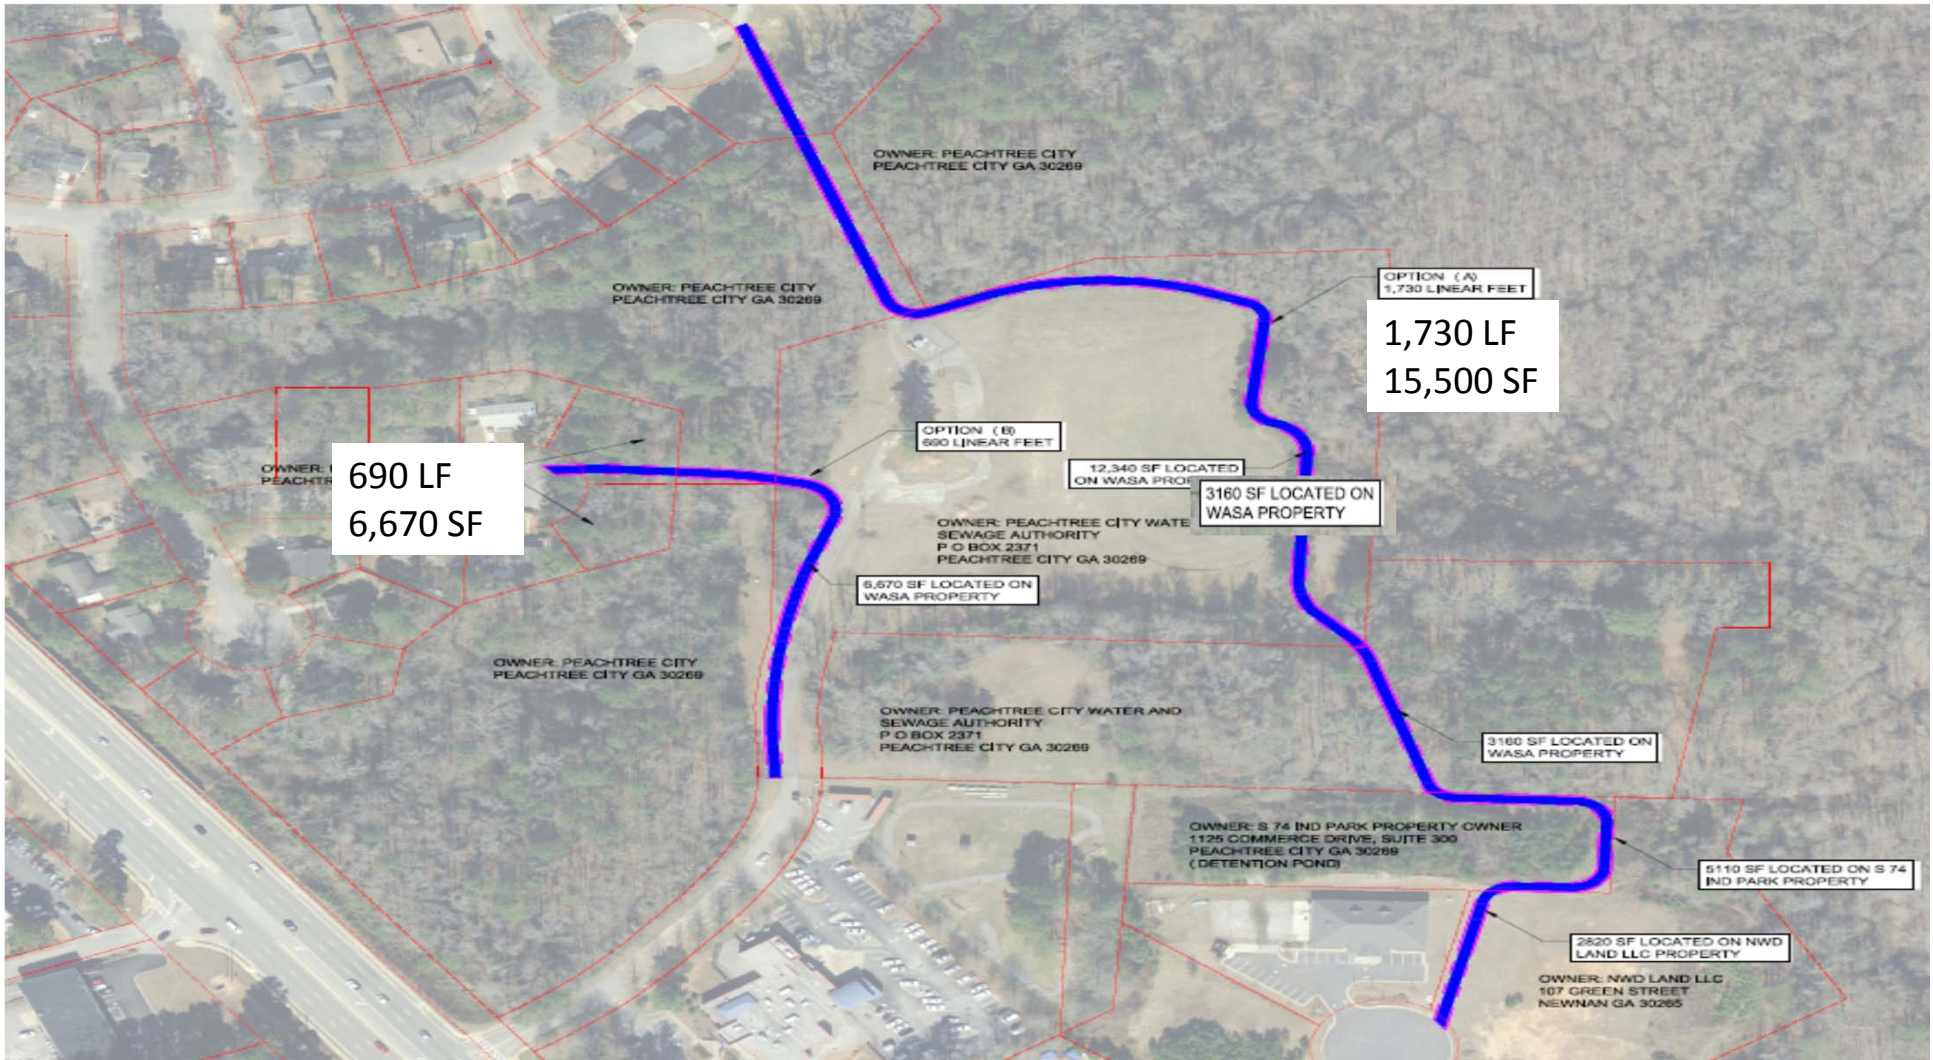 OWNER: PEACHTREE CITY
PEACHTREE CITY GA 30269
OWNER: PEACHTREE CITY
PEACHTREE CITY GA 30269
OPTION (A)
1,730 LINEAR FEET
1,730 LF
15,500 SF
OPTION (B)
690 LINEAR FEET
OWNER:
PEACHTR
690 LF
6,670 SF
12,340 SF LOCATED
ON WASA PROP
3160 SF LOCATED ON
WASA PROPERTY
OWNER: PEACHTREE CITY WATE
SEWAGE AUTHORITY
P O BOX 2371
PEACHTREE CITY GA 30269
6,670 SF LOCATED ON
WASA PROPERTY
OWNER: PEACHTREE CITY
PEACHTREE CITY GA 30269
OWNER: PEACHTREE CITY WATER AND
SEWAGE AUTHORITY
P O BOX 2371
PEACHTREE CITY GA 30269
3160 SF LOCATED ON
WASA PROPERTY
OWNER: S 74 IND PARK PROPERTY OWNER
1125 COMMERCE DRIVE, SUITE 300
PEACHTREE CITY GA 30269
(DETENTION POND)
5110 SF LOCATED ON S 74
IND PARK PROPERTY
2820 SF LOCATED ON NWD
LAND LLC PROPERTY
OWNER: NWD LAND LLC
107 GREEN STREET
NEWNAN GA 30265